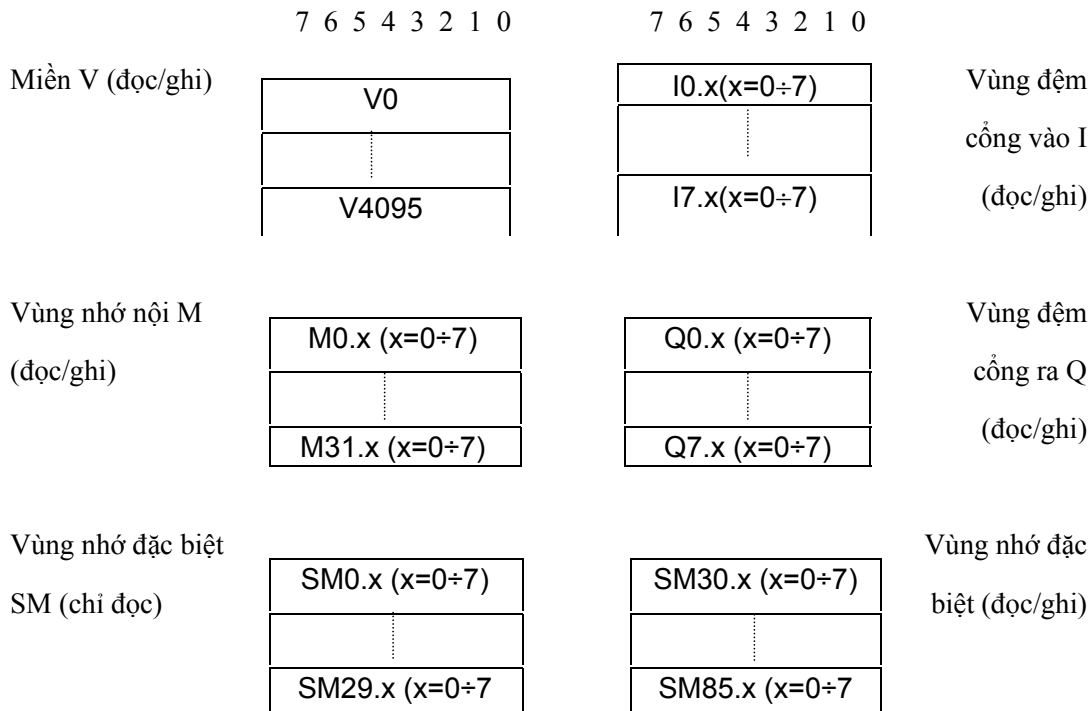 7 6 5 4 3 2 1 0
7 6 5 4 3 2 1 0
Miền V (đọc/ghi)
V0
V4095
I0.x(x=0÷7)
I7.x(x=0÷7)
Vùng đệm
cổng vào I
(đọc/ghi)
Vùng nhớ nội M
(đọc/ghi)
M0.x (x=0÷7)
M31.x (x=0÷7)
Q0.x (x=0÷7)
Q7.x (x=0÷7)
Vùng đệm
cổng ra Q
(đọc/ghi)
Vùng nhớ đặc biệt
SM (chỉ đọc)
SM0.x (x=0÷7)
SM29.x (x=0÷7
SM30.x (x=0÷7)
SM85.x (x=0÷7
Vùng nhớ đặc
biệt (đọc/ghi)